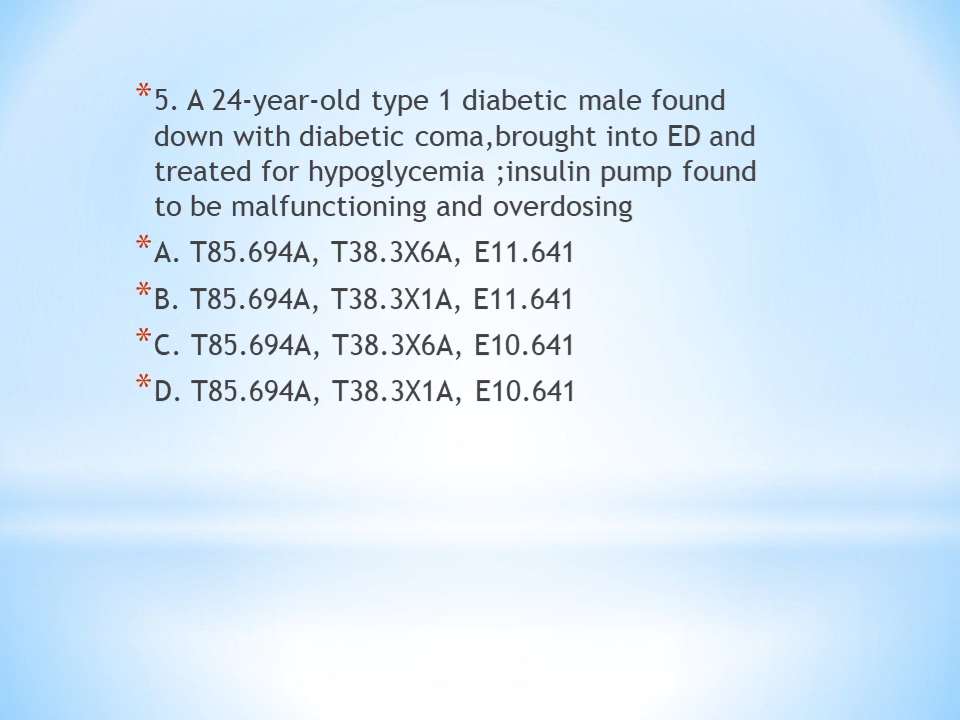 *5. A 24-year-old type 1 diabetic male found
down with diabetic coma,brought into ED and
treated for hypoglycemia ;insulin pump found
to be malfunctioning and overdosing
*A. T85.694A, T38.3X6A, E11.641
*B. T85.694A, T38.3X1A, E11.641
*C. T85.694A, T38.3X6A, E10.641
*D. T85.694A, T38.3X1A, E10.641